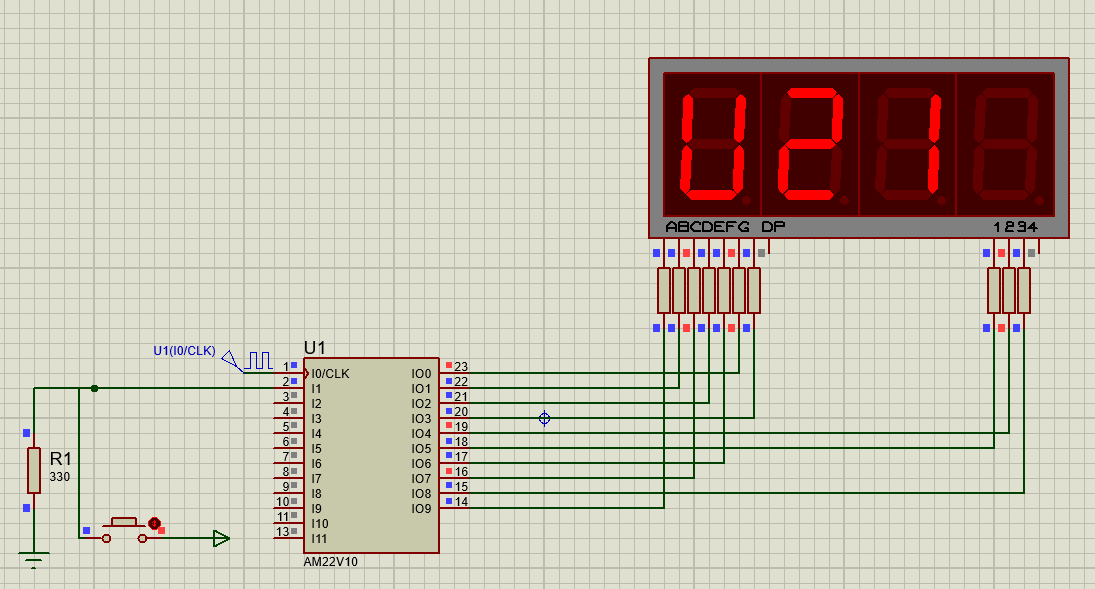 U21
ABCDEFG DP
1234
U1(I0/CLK)
U1
1
2
3
4
5
6
7
8
9
10
11
13
I0/CLK
I1
I2
I3
I4
I5
I6
I7
I8
I9
I10
I11
IO0
IO1
IO2
IO3
IO4
IO5
IO6
IO7
IO8
IO9
23
22
21
20
19
18
17
16
15
14
AM22V10
R1
330